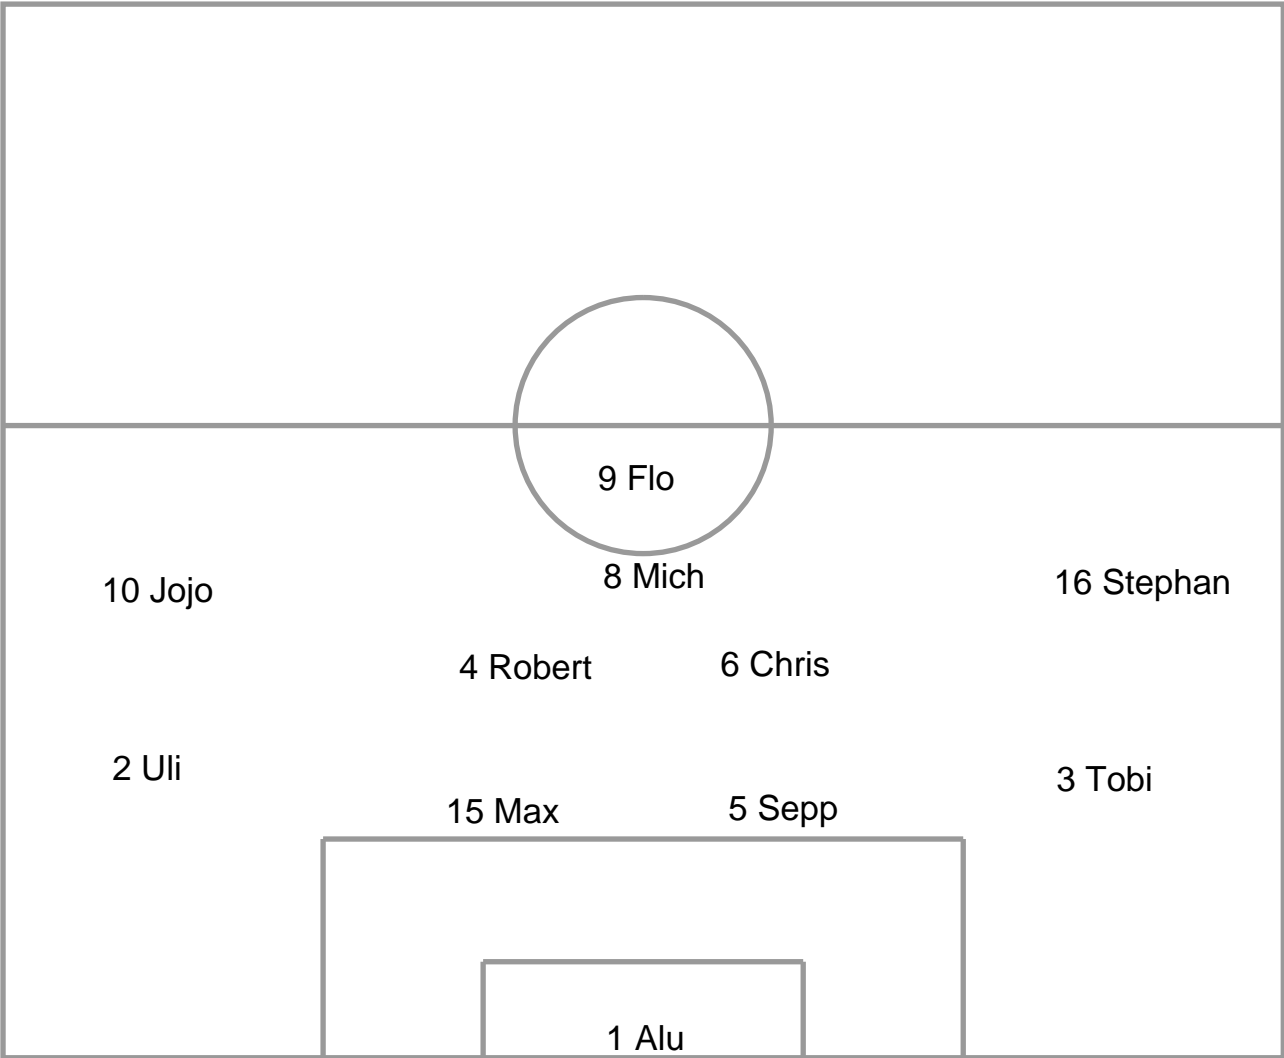 9 Flo
8 Mich
10 Jojo
16 Stephan
4 Robert
6 Chris
2 Uli
3 Tobi
15 Max
5 Sepp
1 Alu